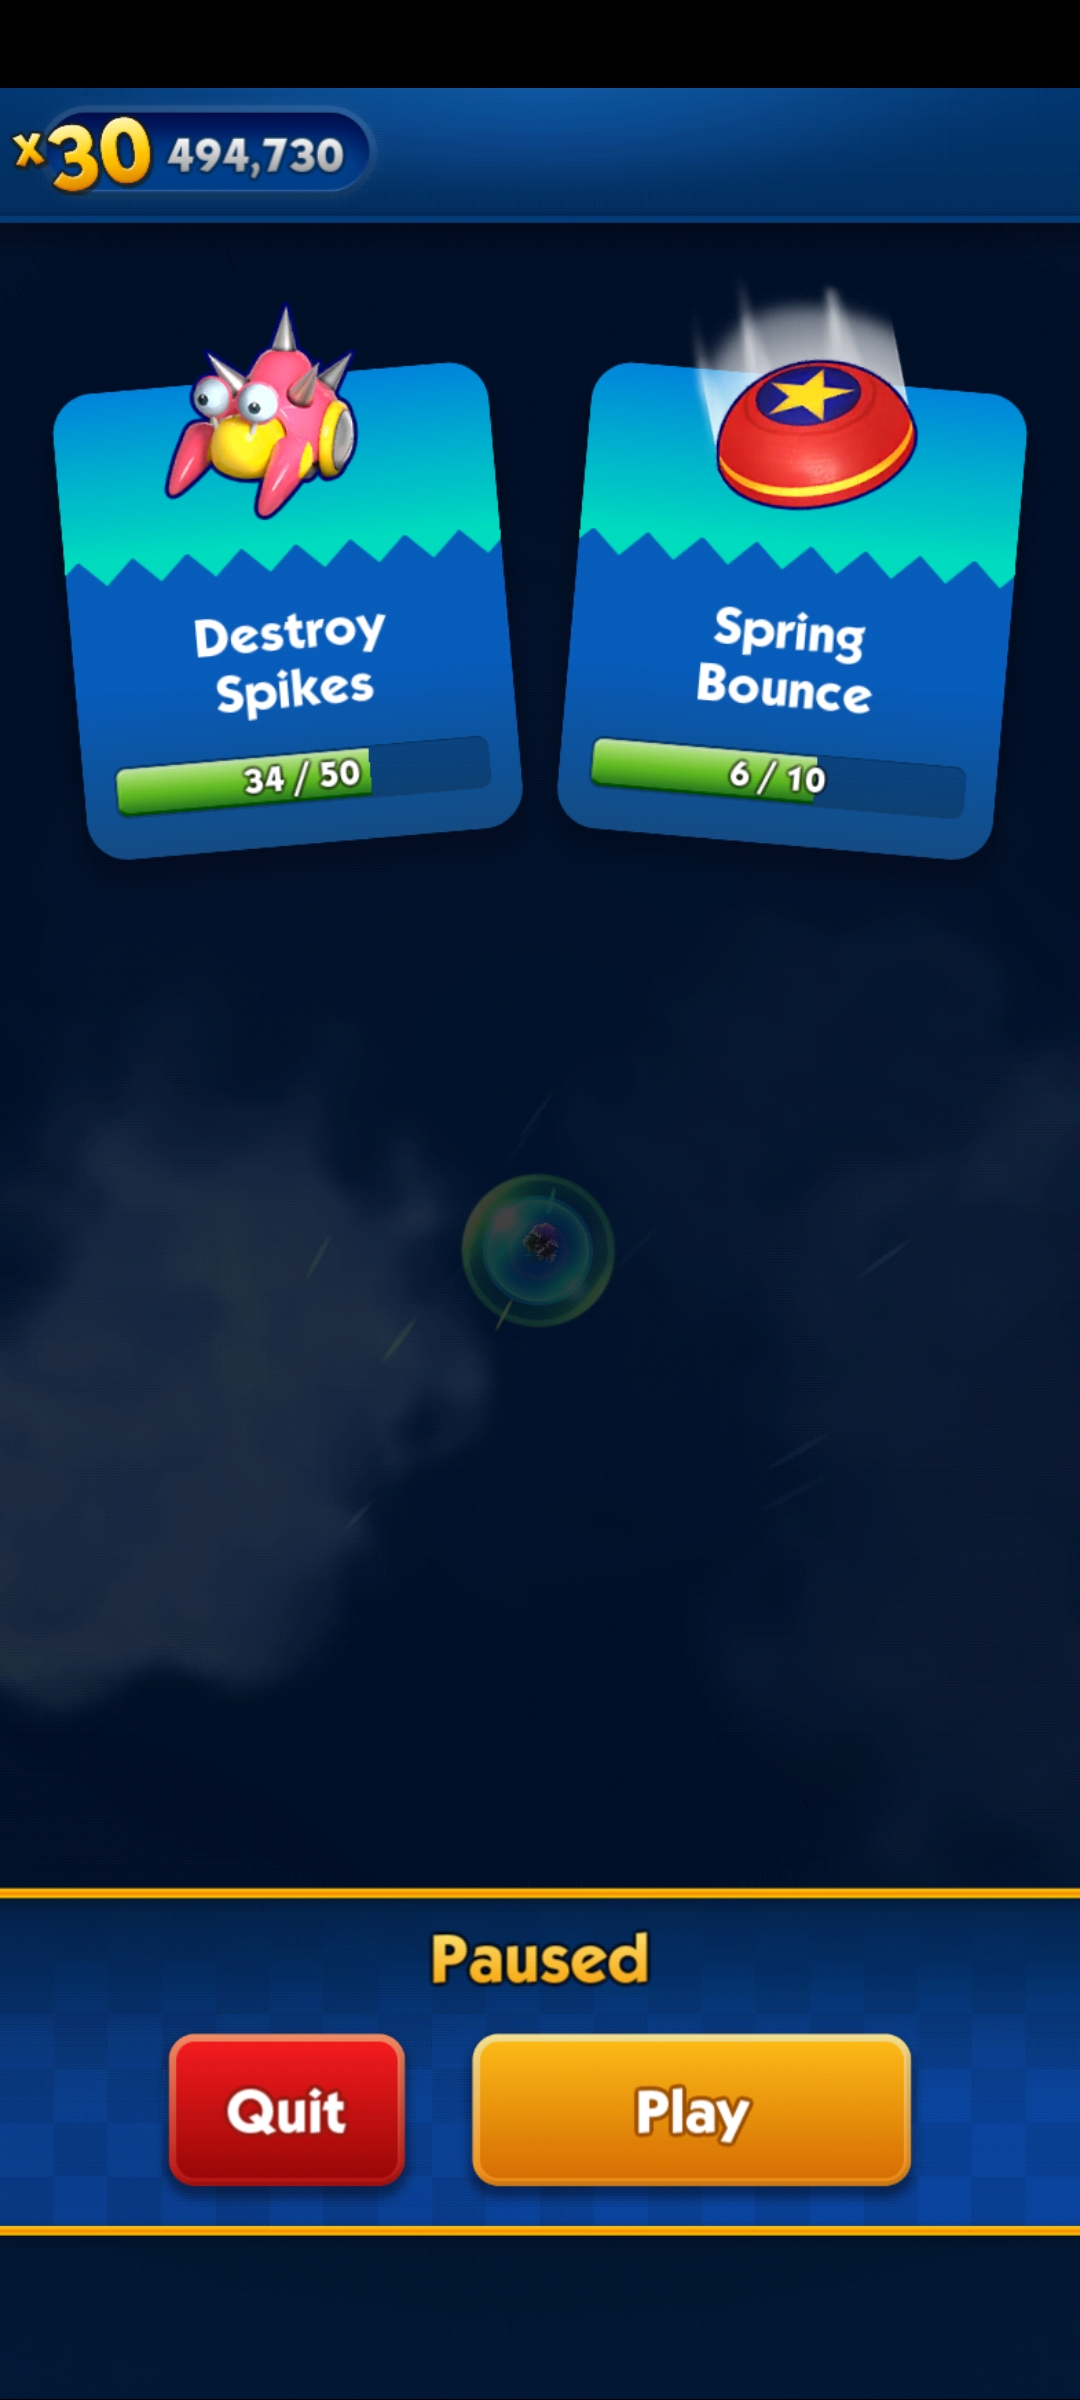 x30 494,730
Destroy
Spikes
34 / 50
Spring
Bounce
6 / 10
Paused
Quit
Play